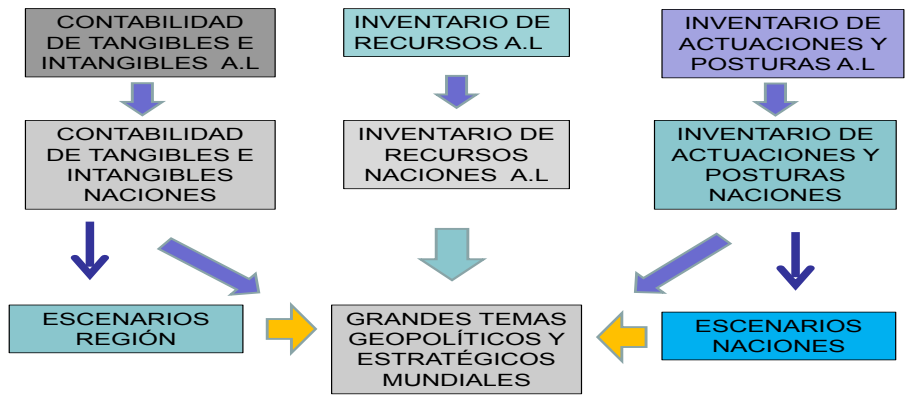 CONTABILIDAD
DE TANGIBLES E
INTANGIBLES A.L
INVENTARIO DE
RECURSOS A.L
INVENTARIO DE
ACTUACIONES Y
POSTURAS A.L
CONTABILIDAD
DE TANGIBLES E
INTANGIBLES
NACIONES
INVENTARIO DE
RECURSOS
NACIONES A.L
INVENTARIO DE
ACTUACIONES Y
POSTURAS
NACIONES
ESCENARIOS
REGIÓN
GRANDES TEMAS
GEOPOLÍTICOS Y
ESTRATÉGICOS
MUNDIALES
ESCENARIOS
NACIONES